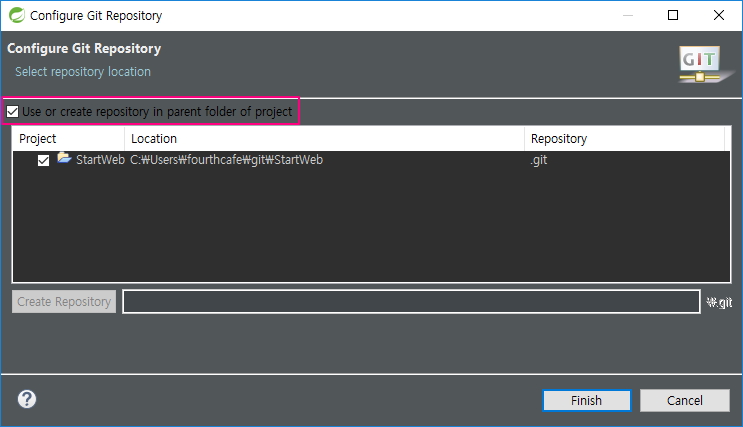 Configure Git Repository
Configure Git Repository
Select repository location
GIT
Use or create repository in parent folder of project
Project Location Repository
StartWeb C:₩Users₩fourthcafe₩git₩StartWeb .git
Create Repository ₩.git
Finish Cancel